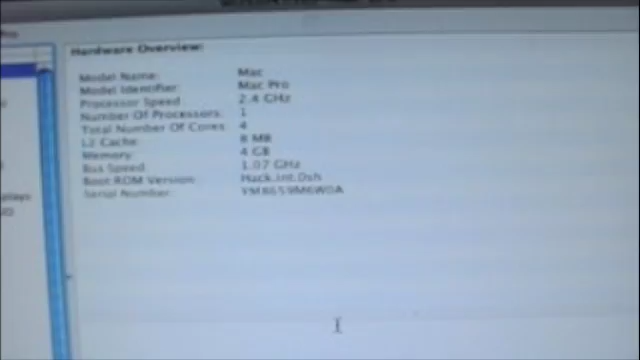 Hardware Overview:
Model Name: Mac
Model Identifier: Mac Pro
Processor Speed 2.4 GHz
Number Of Processors: 1
Total Number Of Cores: 4
L2 Cache: 8 MB
Memory: 4 GB
Bus Speed: 1.07 GHz
Boot ROM Version: Hack.Int.Osh
Serial Number: